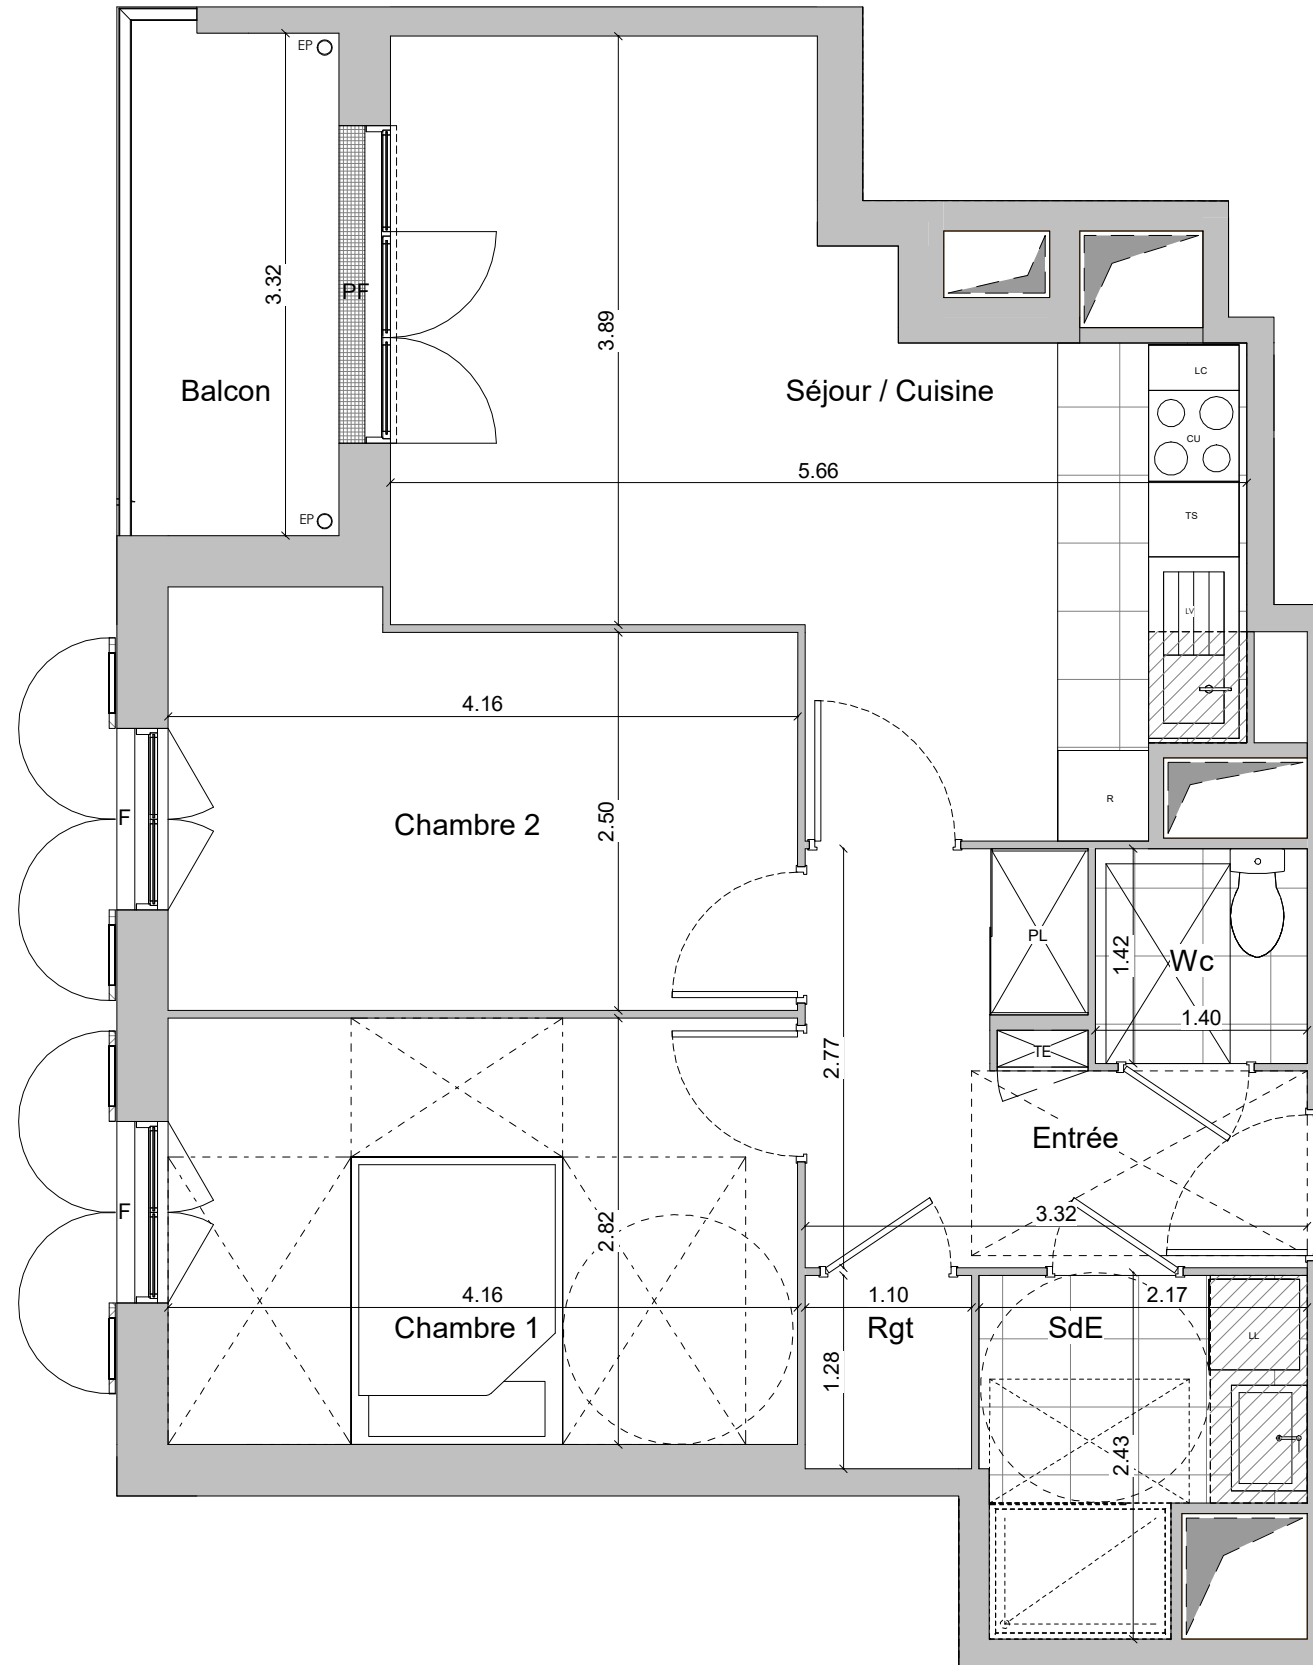 EP
3.32
PF
3.89
Balcon
Séjour / Cuisine
LC
CU
5.66
TS
EP
LV
4.16
R
F
Chambre 2
2.50
PL
1.42
Wc
1.40
2.77
TE
Entrée
F
2.82
3.32
4.16
1.10
2.17
Chambre 1
Rgt
SdE
LL
1.28
2.43